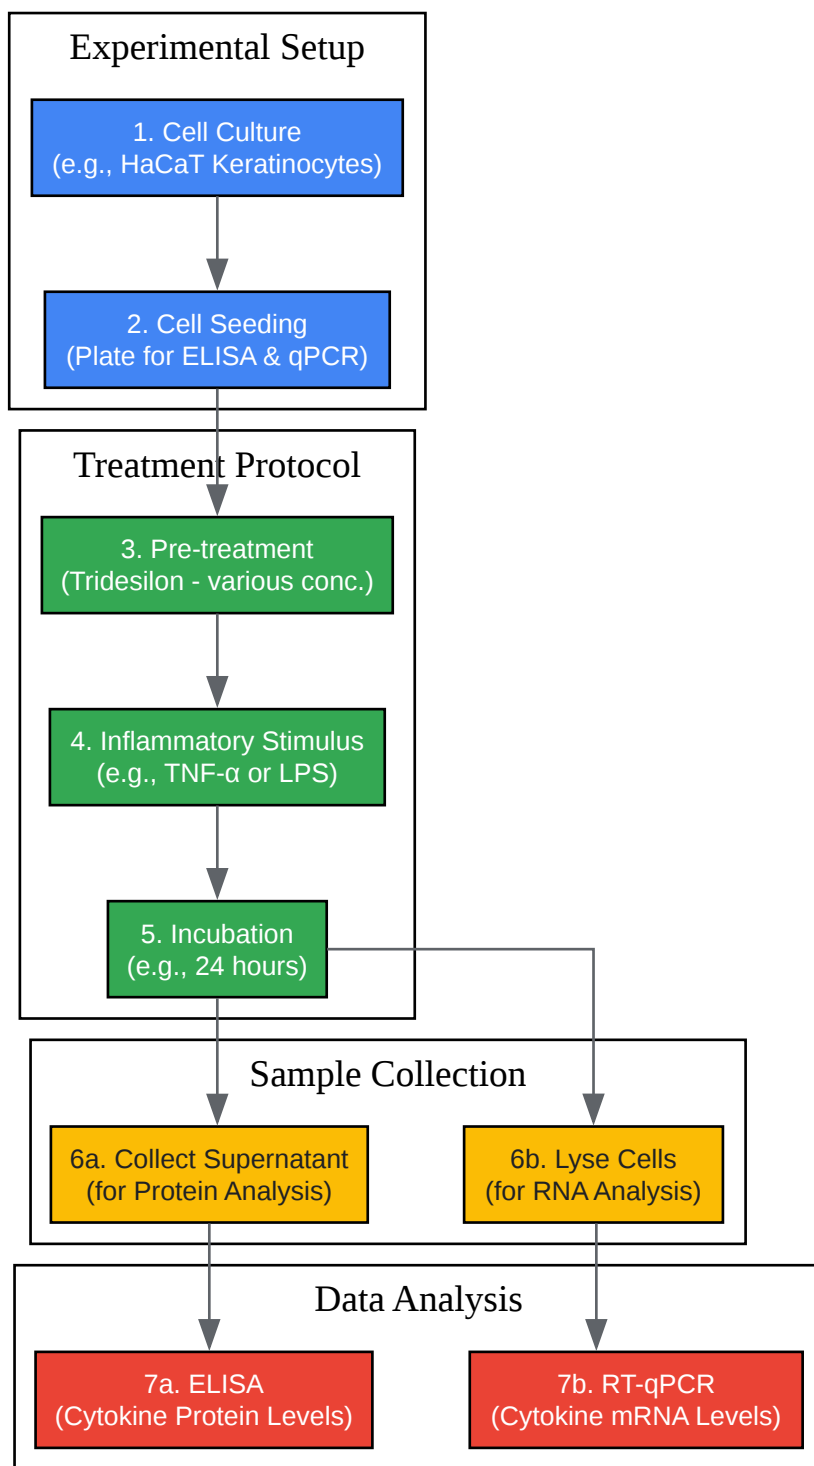 Experimental Setup
1. Cell Culture
(e.g., HaCaT Keratinocytes)
2. Cell Seeding
(Plate for ELISA & qPCR)
Treatment Protocol
3. Pre-treatment
(Tridesilon - various conc.)
4. Inflammatory Stimulus
(e.g., TNF-α or LPS)
5. Incubation
(e.g., 24 hours)
Sample Collection
6a. Collect Supernatant
(for Protein Analysis)
6b. Lyse Cells
(for RNA Analysis)
Data Analysis
7a. ELISA
(Cytokine Protein Levels)
7b. RT-qPCR
(Cytokine mRNA Levels)